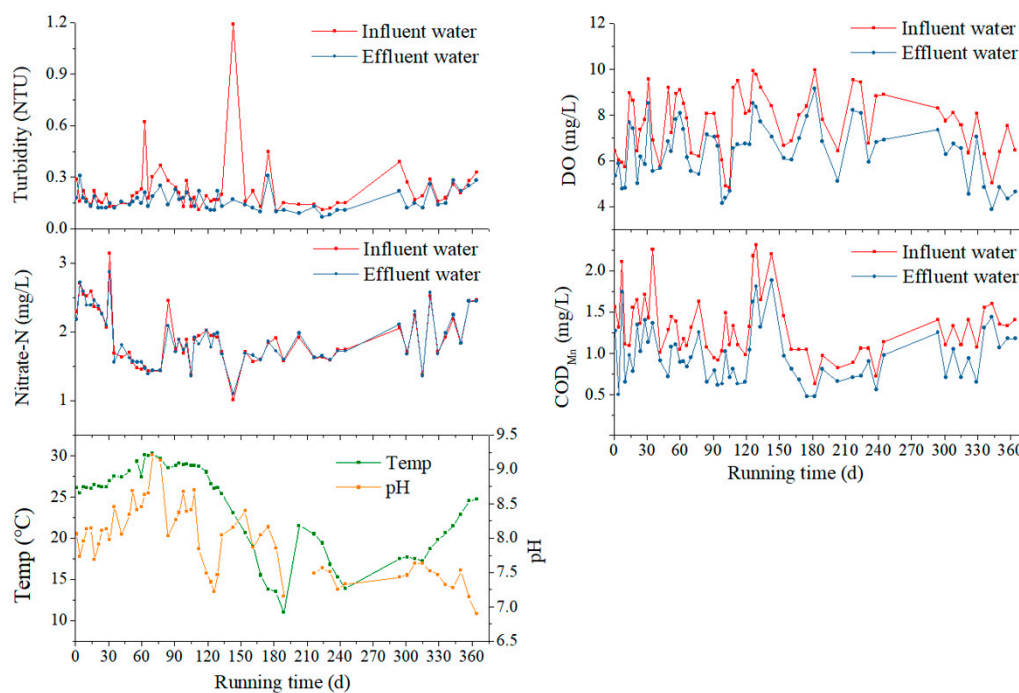 1.2
0.9
0.6
0.3
0.0
Turbidity (NTU)
Influent water
Effluent water
3
2
1
Nitrate-N (mg/L)
Influent water
Effluent water
30
25
20
15
10
Temp (℃)
Temp
pH
9.5
9.0
8.5
8.0
7.5
7.0
6.5
pH
0 30 60 90 120 150 180 210 240 270 300 330 360
Running time (d)
12
10
8
6
4
DO (mg/L)
Influent water
Effluent water
2.0
1.5
1.0
0.5
COD Mn (mg/L)
Influent water
Effluent water
0 30 60 90 120 150 180 210 240 270 300 330 360
Running time (d)